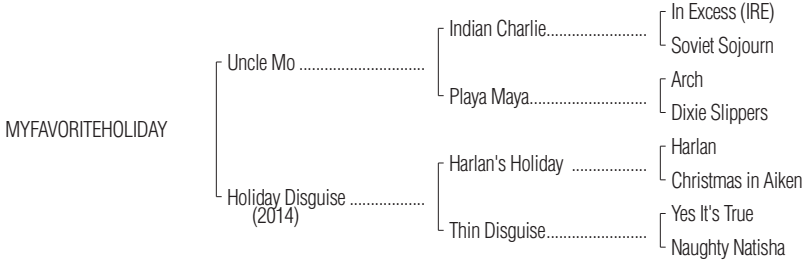 In Excess (IRE)
Indian Charlie........................
Soviet Sojourn
Uncle Mo ..............................
Arch
Playa Maya............................
Dixie Slippers
MYFAVORITEHOLIDAY
Harlan
Harlan's Holiday ..................
Christmas in Aiken
Holiday Disguise ..................
(2014)
Yes It's True
Thin Disguise........................
Naughty Natisha